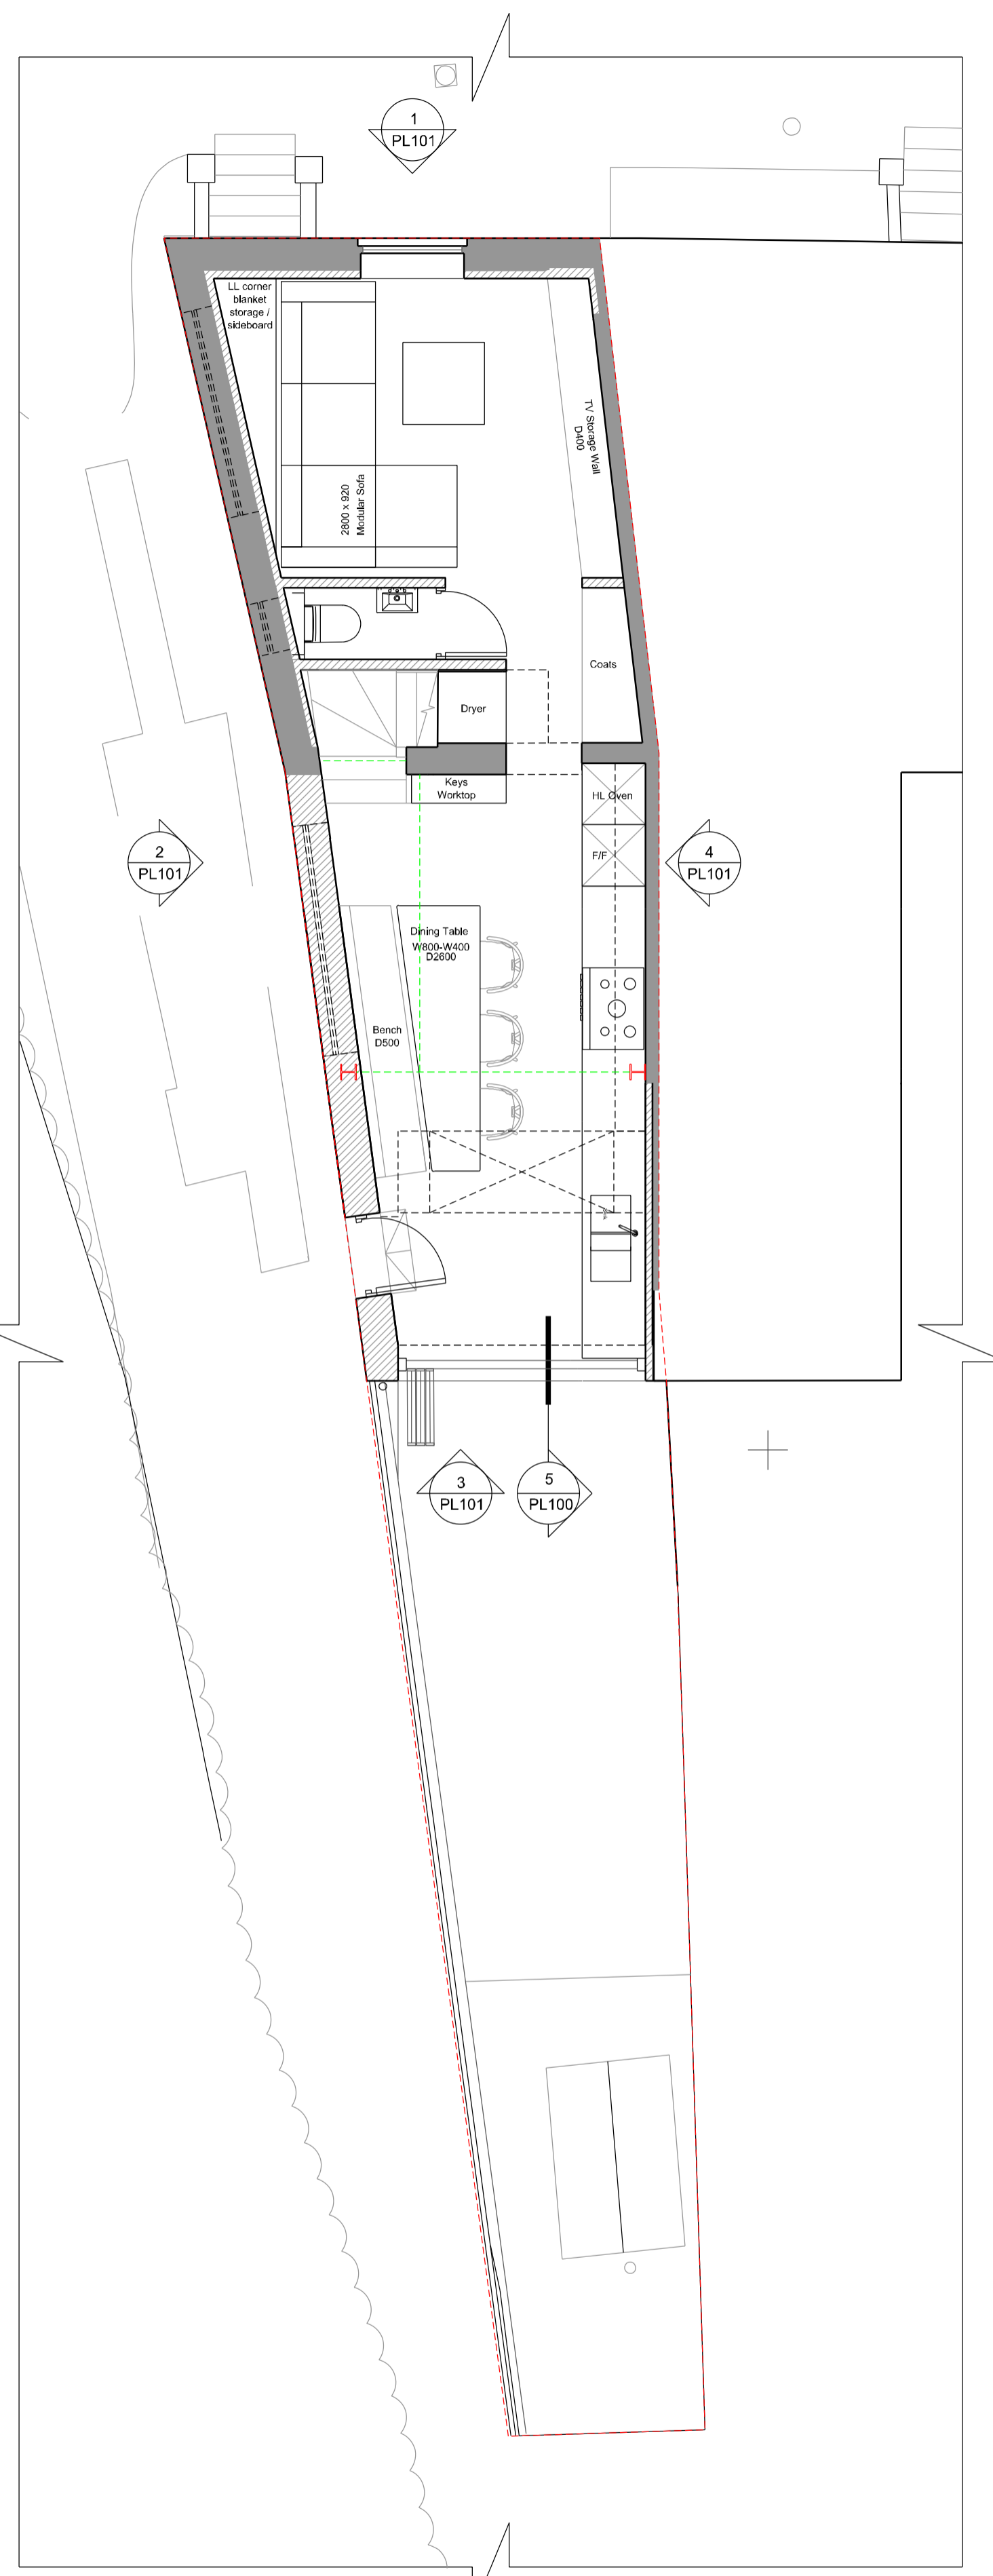 1
PL101
LL corner
blanket
storage /
sideboard
TV Storage Wall
D400
2800 x 920
Modular Sofa
Coats
Dryer
Keys
Worktop
HL Oven
F/F
2
PL101
4
PL101
Dining Table
W800-W400
D2600
Bench
D500
3
PL101
5
PL100